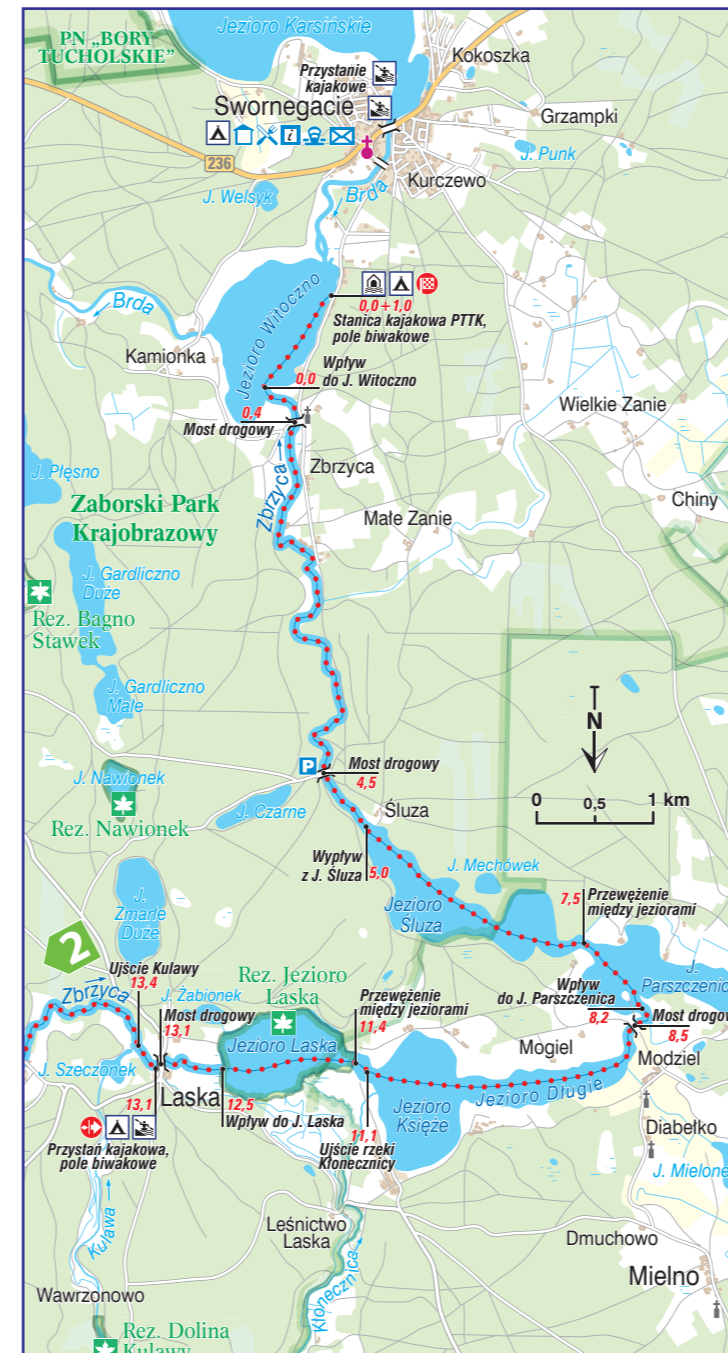 Jezioro Karsińskie
PN „BORY
TUCHOLSKIE”
Kokoszka
Przystanie
kajakowe
Swornegacie
Grzampki
J. Punk
236
Kurczewo
J. Welsyk
Brda
Brda
Jezioro Witoczno
0,0+1,0
Stanica kajakowa PTTK,
pole biwakowe
Kamionka
Wpływ
0,0 do J. Witoczno
0,4
Most drogowy
Wielkie Zanie
Zbrzyca
Zbrzyca
J. Płęsno
Chiny
Zaborski Park
Krajobrazowy
Małe Zanie
J. Gardliczno
Duże
Rez. Bagno
Stawek
J. Gardliczno
Małe
N
P
Most drogowy
4,5
J. Nawionek
0 0,5 1 km
J. Czarne
Śluza
Rez. Nawionek
Wypływ
z J. Śluza 5,0
J. Mechówek
J.
Zmarłe
Duże
Jezioro
Śluza
7,5 Przewężenie
między jeziorami
2
Ujście Kulawy
13,4
Rez. Jezioro
Laska
Zbrzyca
J. Żabionek
Przewężenie
między jeziorami
11,4
Wpływ
do J. Parszczenica
8,2
J.
Parszczenic
Most drogow
8,5
Most drogowy
13,1
Jezioro Laska
Mogiel
Modziel
J. Szeczonek
Laska
13,1
12,5
Wpływ do J. Laska
Jezioro
Księże
Jezioro Długie
Przystań kajakowa,
pole biwakowe
11,1
Ujście rzeki
Kłonecznicy
Diabełko
J. Mielone
Leśnictwo
Laska
Kulawa
Kłonecznica
Dmuchowo
Mielno
Wawrzonowo
Rez. Dolina
Kulawy